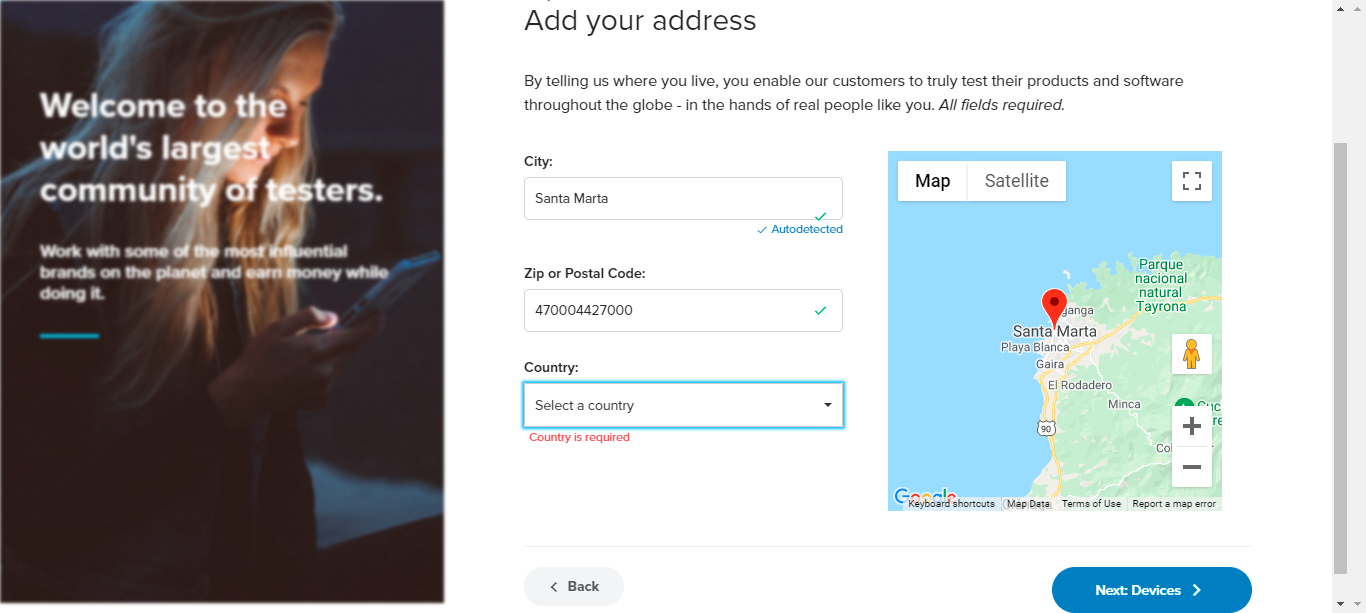 Welcome to the
world's largest
community of testers.
Work with some of the most influential
brands on the planet and earn money while
doing it.
Add your address
By telling us where you live, you enable our customers to truly test their products and software
throughout the globe - in the hands of real people like you. All fields required.
City:
Santa Marta
Autodetected
Zip or Postal Code:
470004427000
Country:
Select a country
Country is required
Map Satellite
Parque
nacional
natural
Tayrona
ganga
Santa Marta
Playa Blanca
Gaira
El Rodadero
Minca
Cuc
re
90
Co
Google
Keyboard shortcuts Map Data Terms of Use Report a map error
Back
Next: Devices